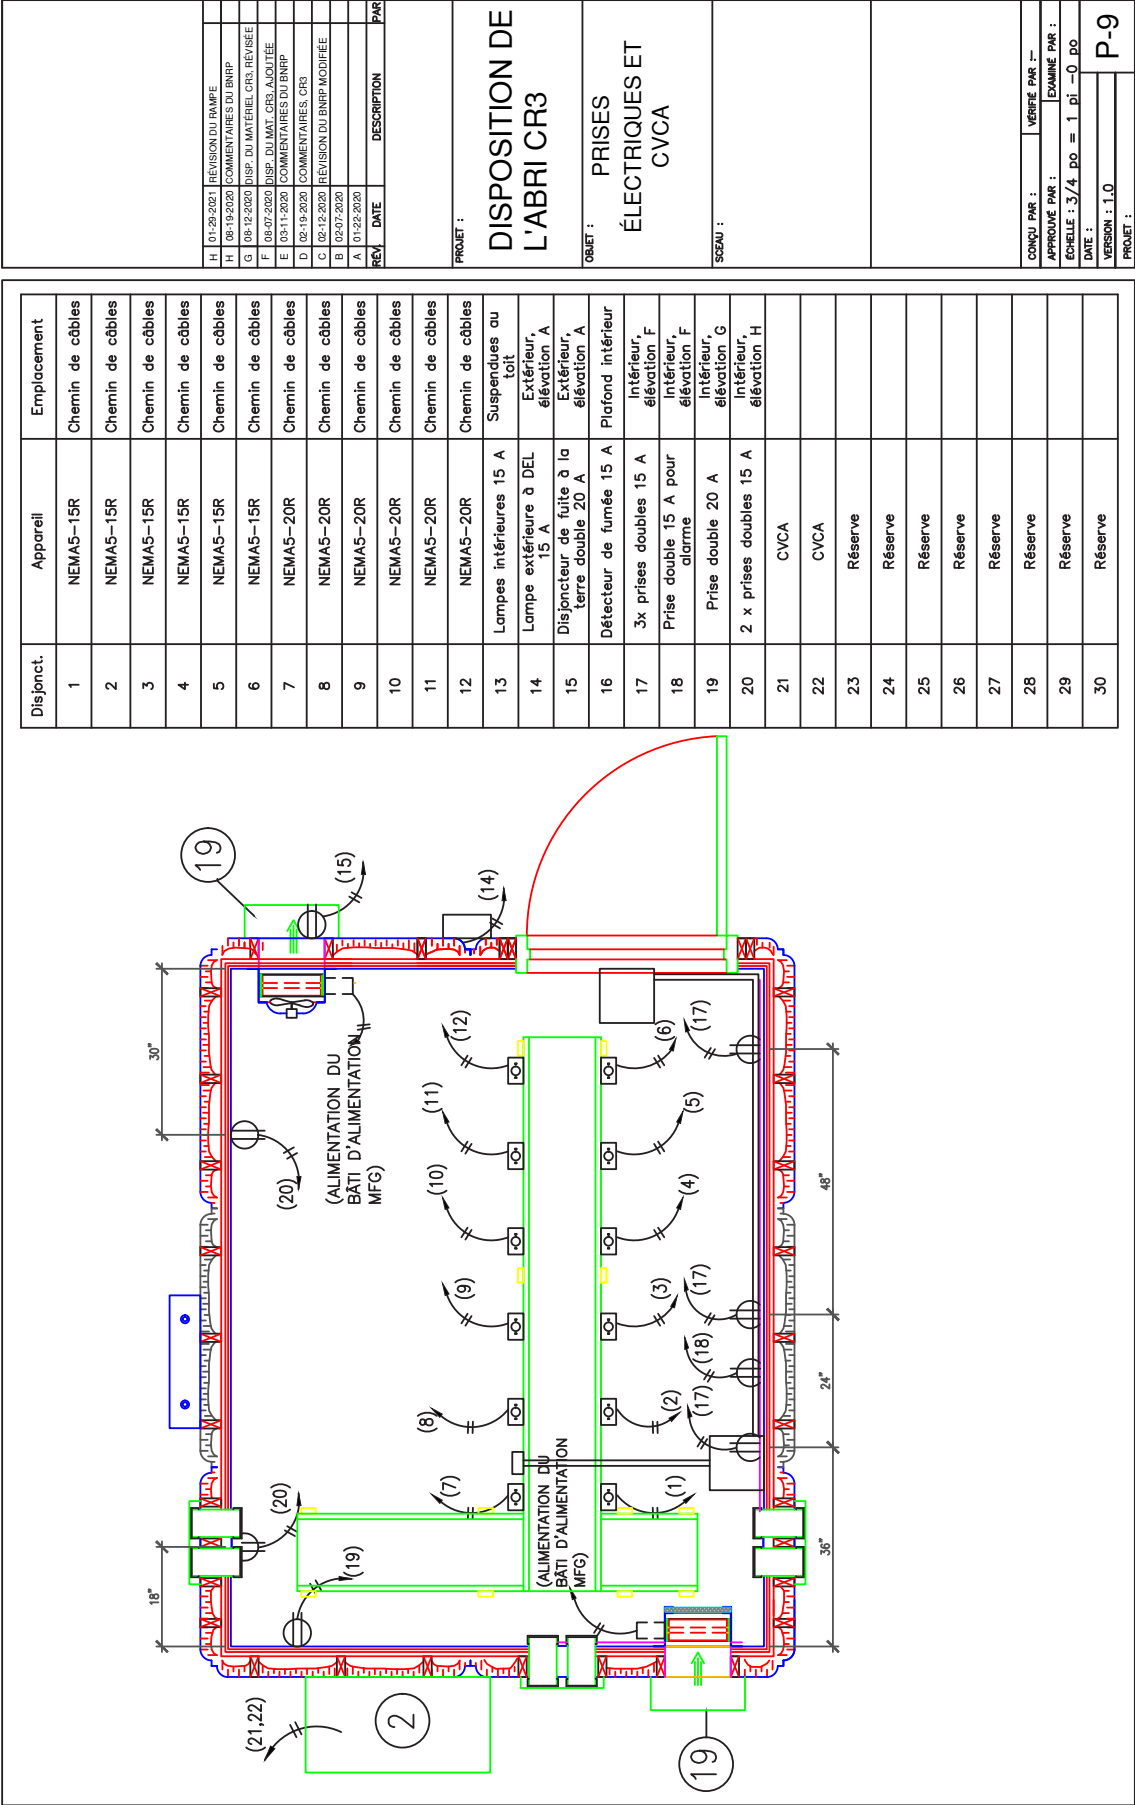 Disjonct. Appareil Emplacement
1 NEMA5-15R Chemin de câbles
2 NEMA5-15R Chemin de câbles
3 NEMA5-15R Chemin de câbles
4 NEMA5-15R Chemin de câbles
5 NEMA5-15R Chemin de câbles
6 NEMA5-15R Chemin de câbles
7 NEMA5-20R Chemin de câbles
8 NEMA5-20R Chemin de câbles
9 NEMA5-20R Chemin de câbles
10 NEMA5-20R Chemin de câbles
11 NEMA5-20R Chemin de câbles
12 NEMA5-20R Chemin de câbles
13 Lampes intérieures 15 A Suspendues au
toit
14 Lampe extérieure à DEL
15 A
Extérieur,
élévation A
15 Disjoncteur de fuite à la
terre double 20 A
Extérieur,
élévation A
16 Détecteur de fumée 15 A Plafond intérieur
17 3x prises doubles 15 A Intérieur,
élévation F
18 Prise double 15 A pour
alarme
Intérieur,
élévation F
19 Prise double 20 A Intérieur,
élévation G
20 2 x prises doubles 15 A Intérieur,
élévation H
21 CVCA
22 CVCA
23 Réserve
24 Réserve
25 Réserve
26 Réserve
27 Réserve
28 Réserve
29 Réserve
30 Réserve
H 01-29-2021 RÉVISION DU RAMPE
H 08-19-2020 COMMENTAIRES DU BNRP
G 08-12-2020 DISP. DU MATÉRIEL CR3, RÉVISÉE
F 08-07-2020 DISP. DU MAT. CR3, AJOUTÉE
E 03-11-2020 COMMENTAIRES DU BNRP
D 02-19-2020 COMMENTAIRES, CR3
C 02-12-2020 RÉVISION DU BNRP MODIFIÉE
B 02-07-2020
A 01-22-2020
RÉV. DATE DESCRIPTION PAR
PROJET :
DISPOSITION DE
L'ABRI CR3
OBJET :
PRISES
ÉLECTRIQUES ET
CVCA
SCEAU :
CONÇU PAR : VÉRIFIÉ PAR :--
APPROUVÉ PAR : EXAMINÉ PAR :
ÉCHELLE : 3/4 po = 1 pi -0 po
DATE :
VERSION : 1.0
PROJET :
P-9
18"
30"
(21,22)
2
(19)
(20)
(20)
19
(15)
(14)
(ALIMENTATION DU
BÂTI D'ALIMENTATION
MFG)
(7)
(8)
(9)
(10)
(11)
(12)
(ALIMENTATION DU
BÂTI D'ALIMENTATION
MFG)
(1)
(2)
(3)
(4)
(5)
(6)
(17)
(18)
(17)
(17)
19
36"
24"
48"